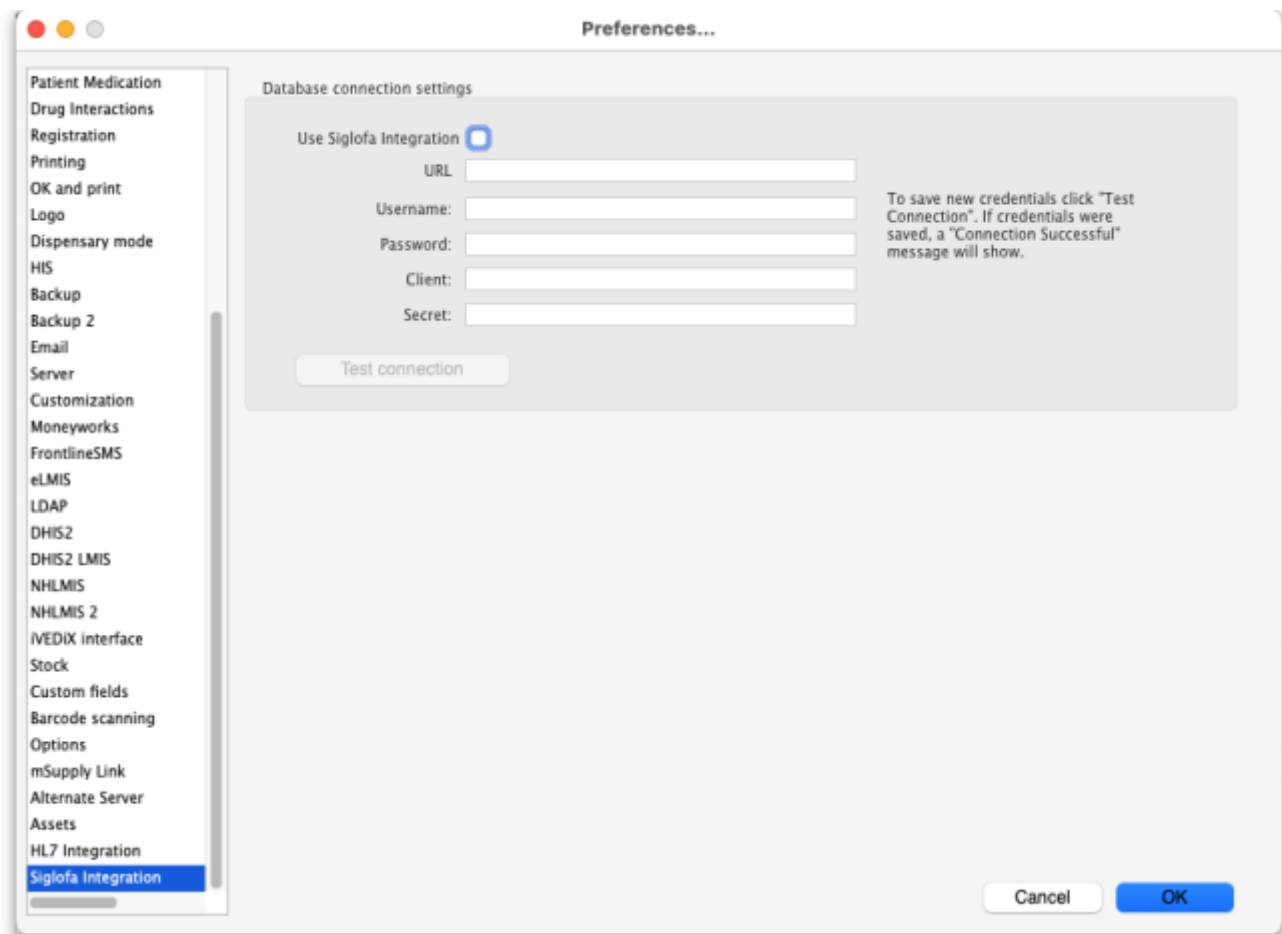 Preferences...
Patient Medication
Drug Interactions
Registration
Printing
OK and print
Logo
Dispensary mode
HIS
Backup
Backup 2
Email
Server
Customization
Moneyworks
FrontlineSMS
eLMIS
LDAP
DHIS2
DHIS2 LMIS
NHLMIS
NHLMIS 2
iVEDiX interface
Stock
Custom fields
Barcode scanning
Options
mSupply Link
Alternate Server
Assets
HL7 Integration
Siglofa Integration
Database connection settings
Use Siglofa Integration
URL
Username:
Password:
Client:
Secret:
To save new credentials click "Test
Connection". If credentials were
saved, a "Connection Successful"
message will show.
Test connection
Cancel
OK